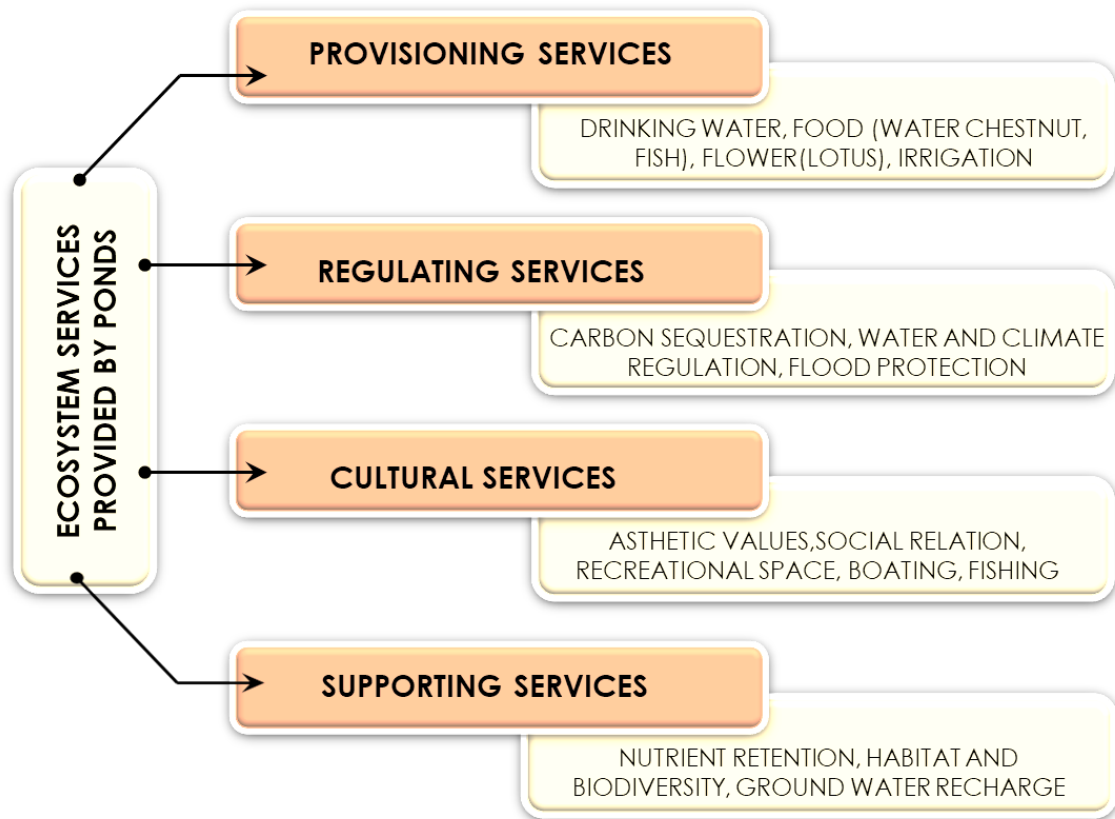 ECOSYSTEM SERVICES
PROVIDED BY PONDS
PROVISIONING SERVICES
DRINKING WATER, FOOD (WATER CHESTNUT,
FISH), FLOWER(LOTUS), IRRIGATION
REGULATING SERVICES
CARBON SEQUESTRATION, WATER AND CLIMATE
REGULATION, FLOOD PROTECTION
CULTURAL SERVICES
ASTHETIC VALUES,SOCIAL RELATION,
RECREATIONAL SPACE, BOATING, FISHING
SUPPORTING SERVICES
NUTRIENT RETENTION, HABITAT AND
BIODIVERSITY, GROUND WATER RECHARGE